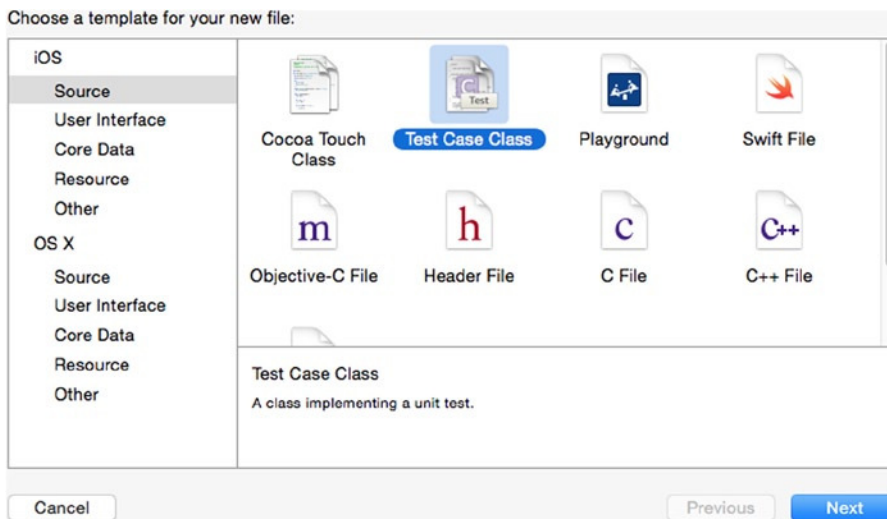 Choose a template for your new file:
iOS
Source
User Interface
Core Data
Resource
Other
OS X
Source
User Interface
Core Data
Resource
Other
Cocoa Touch
Class
Test
Test Case Class
Playground
Swift File
m
Objective-C File
h
Header File
c
C File
C++
C++ File
Test Case Class
A class implementing a unit test.
Cancel
Previous
Next